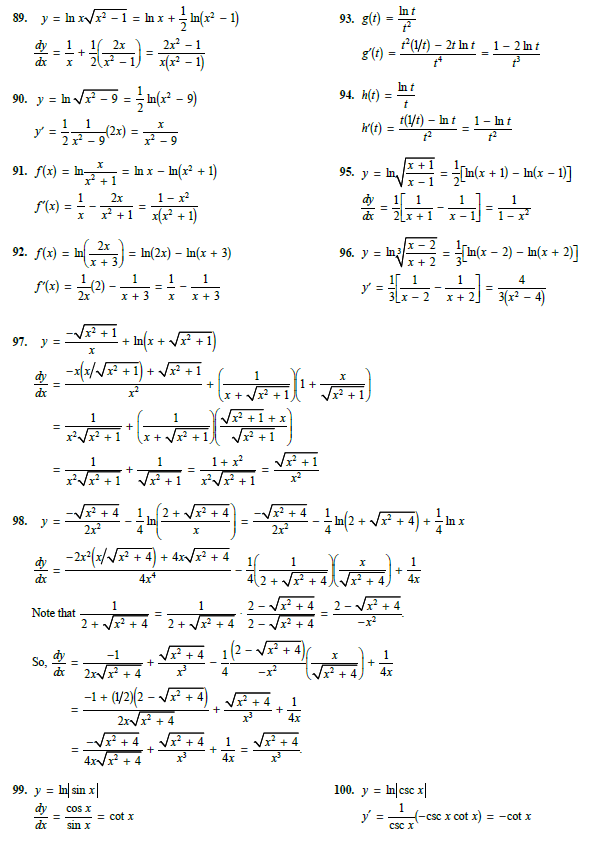 89. y = ln x√(x² − 1) = ln x + 1/2 ln(x² − 1)
dy/dx = 1/x + 1/2(2x/(x² − 1)) = (2x² − 1)/(x(x² − 1))
90. y = ln √(x² − 9) = 1/2 ln(x² − 9)
y′ = 1/2 1/(x² − 9)(2x) = x/(x² − 9)
91. f(x) = ln x/(x² + 1) = ln x − ln(x² + 1)
f′(x) = 1/x − 2x/(x² + 1) = (1 − x²)/(x(x² + 1))
92. f(x) = ln(2x/(x + 3)) = ln(2x) − ln(x + 3)
f′(x) = 1/2x(2) − 1/(x + 3) = 1/x − 1/(x + 3)
93. g(t) = ln t/t²
g′(t) = (t²(1/t) − 2t ln t)/t⁴ = (1 − 2 ln t)/t³
94. h(t) = ln t/t
h′(t) = (t(1/t) − ln t)/t² = (1 − ln t)/t²
95. y = ln√((x + 1)/(x − 1)) = 1/2[ln(x + 1) − ln(x − 1)]
dy/dx = 1/2[1/(x + 1) − 1/(x − 1)] = 1/(1 − x²)
96. y = ln∛((x − 2)/(x + 2)) = 1/3[ln(x − 2) − ln(x + 2)]
y′ = 1/3[1/(x − 2) − 1/(x + 2)] = 4/(3(x² − 4))
97. y = −√(x² + 1)/x + ln(x + √(x² + 1))
dy/dx = (−x(x/√(x² + 1)) + √(x² + 1))/x² + (1/(x + √(x² + 1)))(1 + x/√(x² + 1))
= 1/(x²√(x² + 1)) + (1/(x + √(x² + 1)))((√(x² + 1) + x)/√(x² + 1))
= 1/(x²√(x² + 1)) + 1/√(x² + 1) = (1 + x²)/(x²√(x² + 1)) = √(x² + 1)/x²
98. y = −√(x² + 4)/2x² − 1/4 ln((2 + √(x² + 4))/x) = −√(x² + 4)/2x² − 1/4 ln(2 + √(x² + 4)) + 1/4 ln x
dy/dx = (−2x²(x/√(x² + 4)) + 4x√(x² + 4))/4x⁴ − 1/4(1/(2 + √(x² + 4)))(x/√(x² + 4)) + 1/4x
Note that 1/(2 + √(x² + 4)) = 1/(2 + √(x² + 4)) · (2 − √(x² + 4))/(2 − √(x² + 4)) = (2 − √(x² + 4))/−x².
So, dy/dx = −1/(2x√(x² + 4)) + √(x² + 4)/x³ − 1/4 (2 − √(x² + 4))/−x² (x/√(x² + 4)) + 1/4x
= (−1 + (1/2)(2 − √(x² + 4)))/(2x√(x² + 4)) + √(x² + 4)/x³ + 1/4x
= −√(x² + 4)/(4x√(x² + 4)) + √(x² + 4)/x³ + 1/4x = √(x² + 4)/x³.
99. y = ln|sin x|
dy/dx = cos x/sin x = cot x
100. y = ln|csc x|
y′ = 1/csc x(−csc x cot x) = −cot x